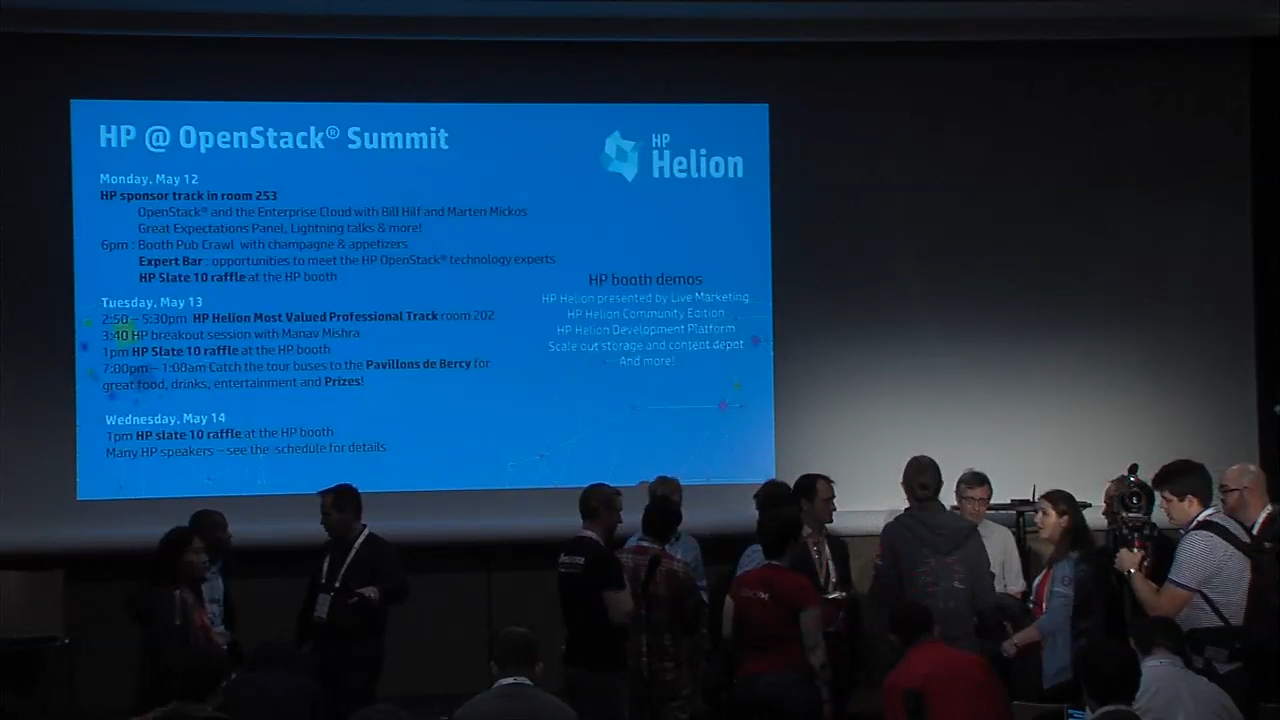 HP @ OpenStack® Summit
HP
Helion
Monday, May 12
HP sponsor track in room 253
OpenStack® and the Enterprise Cloud with Bill Hilf and Marten Mickos
Great Expectations Panel, Lightning talks & more!
6pm : Booth Pub Crawl with champagne & appetizers
Expert Bar : opportunities to meet the HP OpenStack® technology experts
HP Slate 10 raffle at the HP booth
Tuesday, May 13
2:50 – 5:30pm HP Helion Most Valued Professional Track room 202
3:40 HP breakout session with Manav Mishra
1pm HP Slate 10 raffle at the HP booth
7:00pm – 1:00am Catch the tour buses to the Pavillons de Bercy for
great food, drinks, entertainment and Prizes!
Wednesday, May 14
1pm HP slate 10 raffle at the HP booth
Many HP speakers – see the schedule for details
HP booth demos
HP Helion presented by Live Marketing
HP Helion Community Edition
HP Helion Development Platform
Scale out storage and content depot
And more!